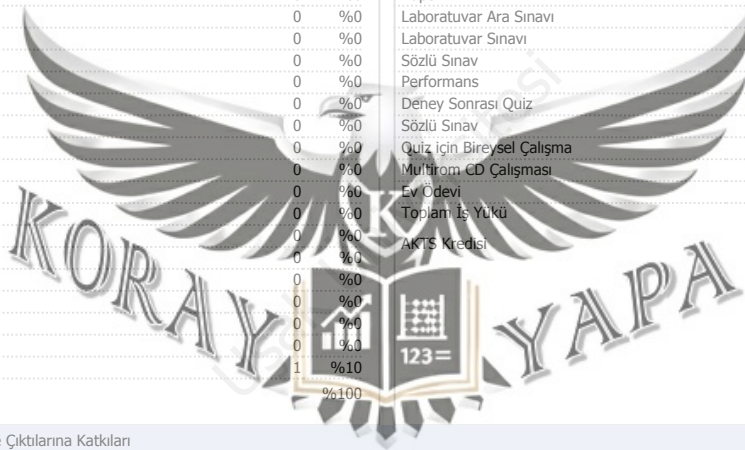 0 %0 Laboratuvar Ara Sınavı
0 %0 Laboratuvar Sınavı
0 %0 Sözlü Sınav
0 %0 Performans
0 %0 Deney Sonrası Quiz
0 %0 Sözlü Sınav
0 %0 Quiz için Bireysel Çalışma
0 %0 Multirom CD Çalışması
0 %0 Ev Ödevi
0 %0 Toplam İş Yükü
0 %0 AKTS Kredisi
0 %0
0 %0
0 %0
0 %0
0 %0
1 %10
%100
K
KORAY YAPA
123=
Çıktılarına Katkıları